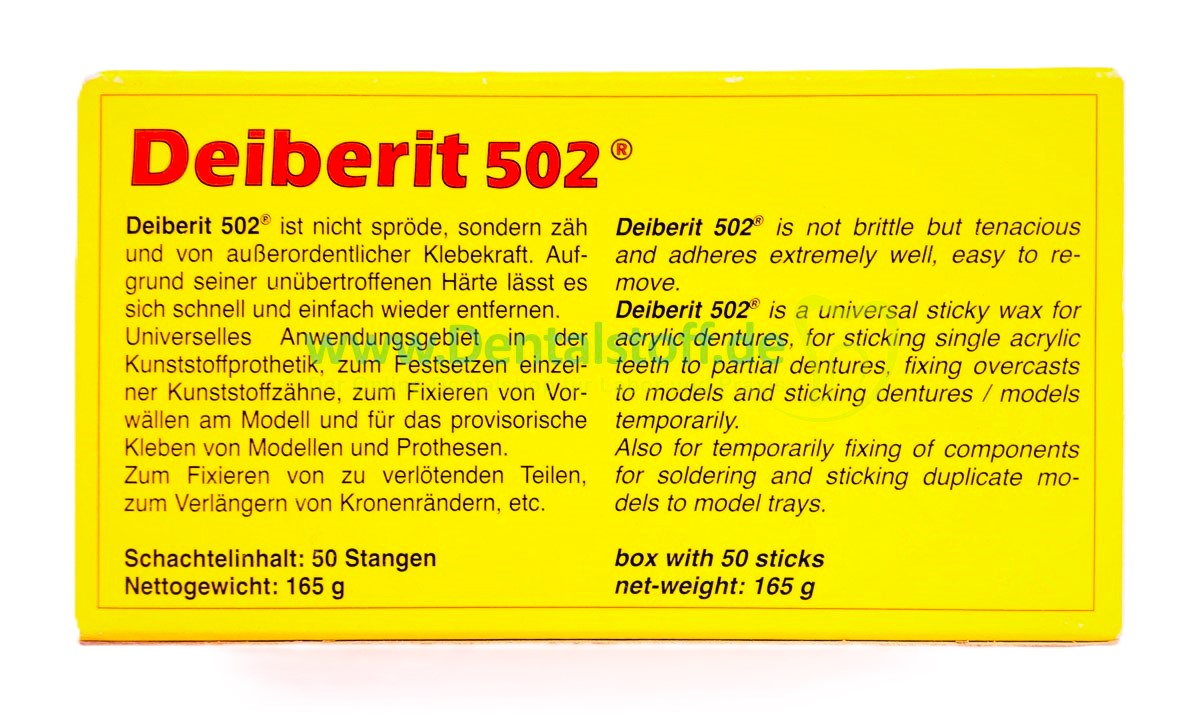 Deiberit 502®
Deiberit 502® ist nicht spröde, sondern zäh
und von außerordentlicher Klebekraft. Auf-
grund seiner unübertroffenen Härte lässt es
sich schnell und einfach wieder entfernen.
Universelles Anwendungsgebiet in der
Kunststoffprothetik, zum Festsetzen einzel-
ner Kunststoffzähne, zum Fixieren von Vor-
wällen am Modell und für das provisorische
Kleben von Modellen und Prothesen.
Zum Fixieren von zu verlötenden Teilen,
zum Verlängern von Kronenrändern, etc.
Schachtelinhalt: 50 Stangen
Nettogewicht: 165 g
Deiberit 502® is not brittle but tenacious
and adheres extremely well, easy to re-
move.
Deiberit 502® is a universal sticky wax for
acrylic dentures, for sticking single acrylic
teeth to partial dentures, fixing overcasts
to models and sticking dentures / models
temporarily.
Also for temporarily fixing of components
for soldering and sticking duplicate mo-
dels to model trays.
box with 50 sticks
net-weight: 165 g
www.Dentalstoff.de